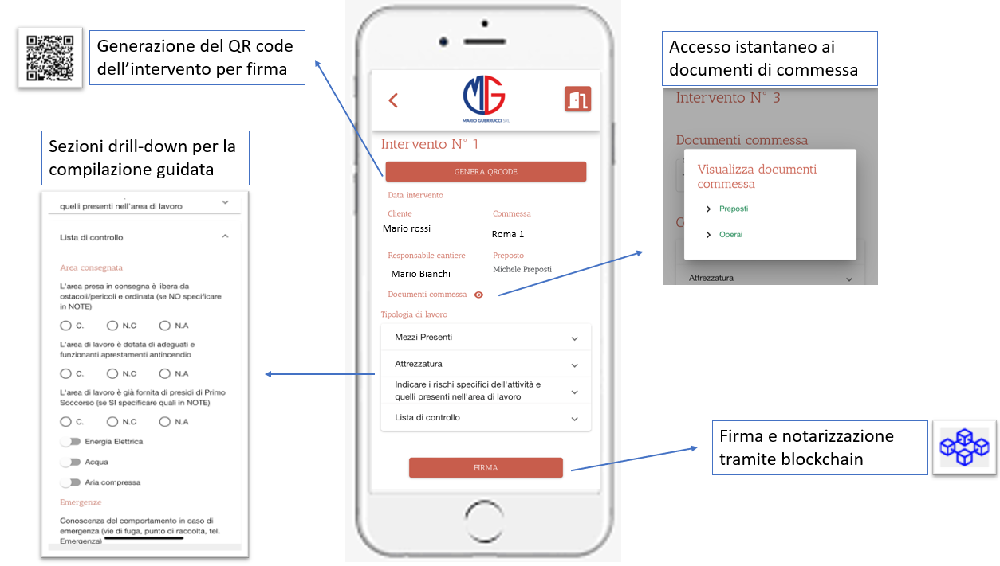 Generazione del QR code
dell'intervento per firma
Sezioni drill-down per la
compilazione guidata
quelli presenti nell'area di lavoro
Lista di controllo
Area consegnata
L'area presa in consegna è libera da
ostacoli/pericoli e ordinata (se NO specificare
in NOTE)
C. N.C N.A
L'area di lavoro è dotata di adeguati e
funzionanti aprestamenti antincendio
C. N.C N.A
L'area di lavoro è già fornita di presidi di Primo
Soccorso (se SI specificare quali in NOTE)
C. N.C N.A
Energia Elettrica
Acqua
Aria compressa
Emergenze
Conoscenza del comportamento in caso di
emergenza (vie di fuga, punto di raccolta, tel.
Emergenza)
MG
MARIO GUERRUCCI SRL
Intervento N° 1
GENERA QRCODE
Data intervento
Cliente Commessa
Mario rossi Roma 1
Responsabile cantiere Preposto
Mario Bianchi Michele Preposti
Documenti commessa
Tipologia di lavoro
Mezzi Presenti
Attrezzatura
Indicare i rischi specifici dell'attività e
quelli presenti nell'area di lavoro
Lista di controllo
FIRMA
Accesso istantaneo ai
documenti di commessa
Intervento N° 3
Documenti commessa
Visualizza documenti
commessa
Preposti
Operai
Attrezzatura
Firma e notarizzazione
tramite blockchain